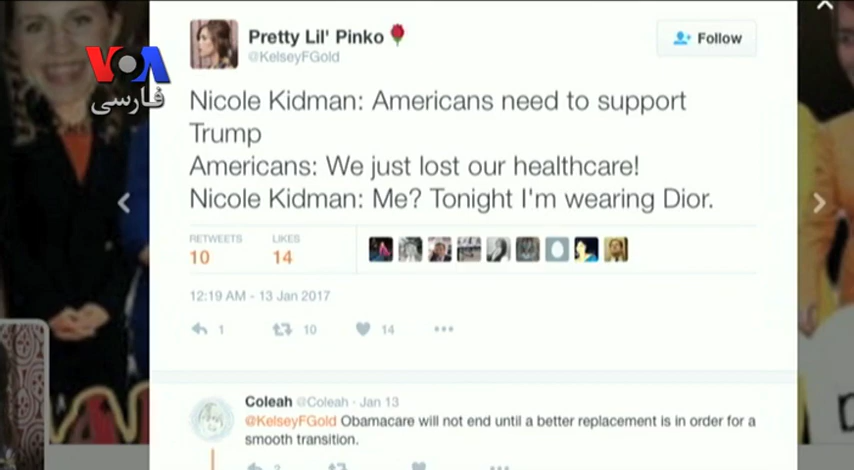 VOA
فارسی
Pretty Lil' Pinko
@KelseyFGold
Follow
Nicole Kidman: Americans need to support
Trump
Americans: We just lost our healthcare!
Nicole Kidman: Me? Tonight I'm wearing Dior.
RETWEETS LIKES
10 14
12:19 AM - 13 Jan 2017
1 10 14
Coleah @Coleah · Jan 13
@KelseyFGold Obamacare will not end until a better replacement is in order for a
smooth transition.